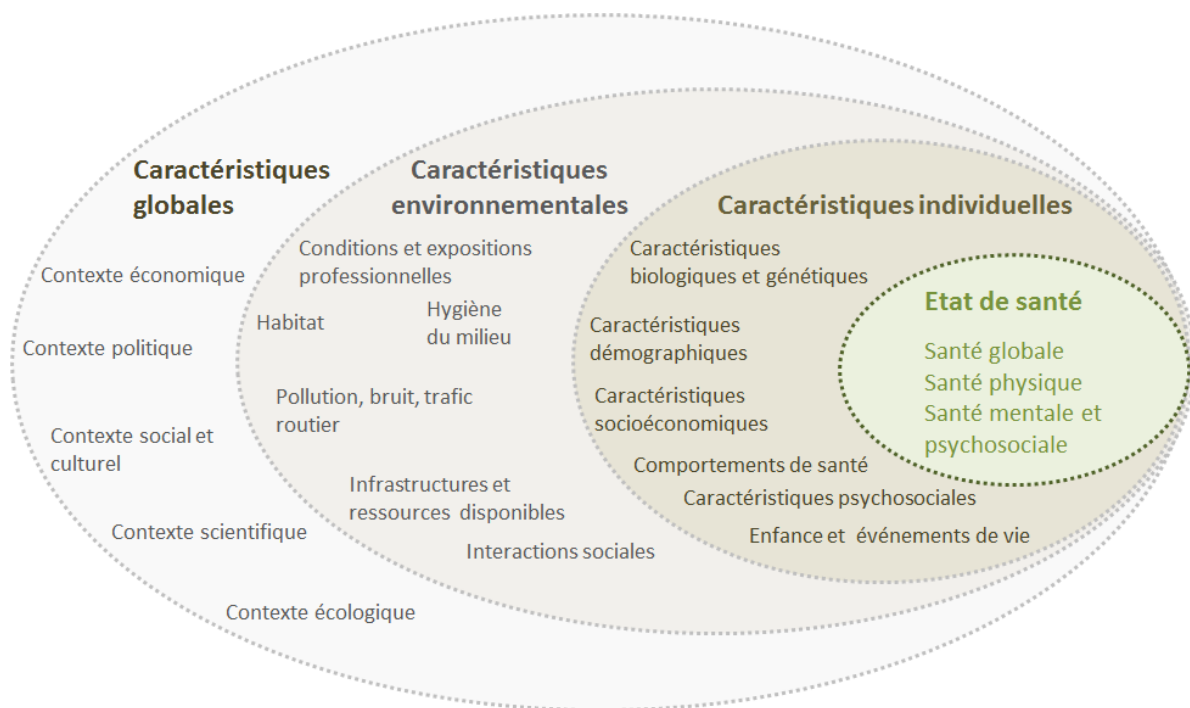 Caractéristiques
globales
Contexte économique
Contexte politique
Contexte social et
culturel
Contexte scientifique
Contexte écologique
Caractéristiques
environnementales
Conditions et expositions
professionnelles
Habitat
Hygiène
du milieu
Pollution, bruit, trafic
routier
Infrastructures et
ressources disponibles
Interactions sociales
Caractéristiques individuelles
Caractéristiques
biologiques et génétiques
Caractéristiques
démographiques
Caractéristiques
socioéconomiques
Comportements de santé
Caractéristiques psychosociales
Enfance et événements de vie
Etat de santé
Santé globale
Santé physique
Santé mentale et
psychosociale